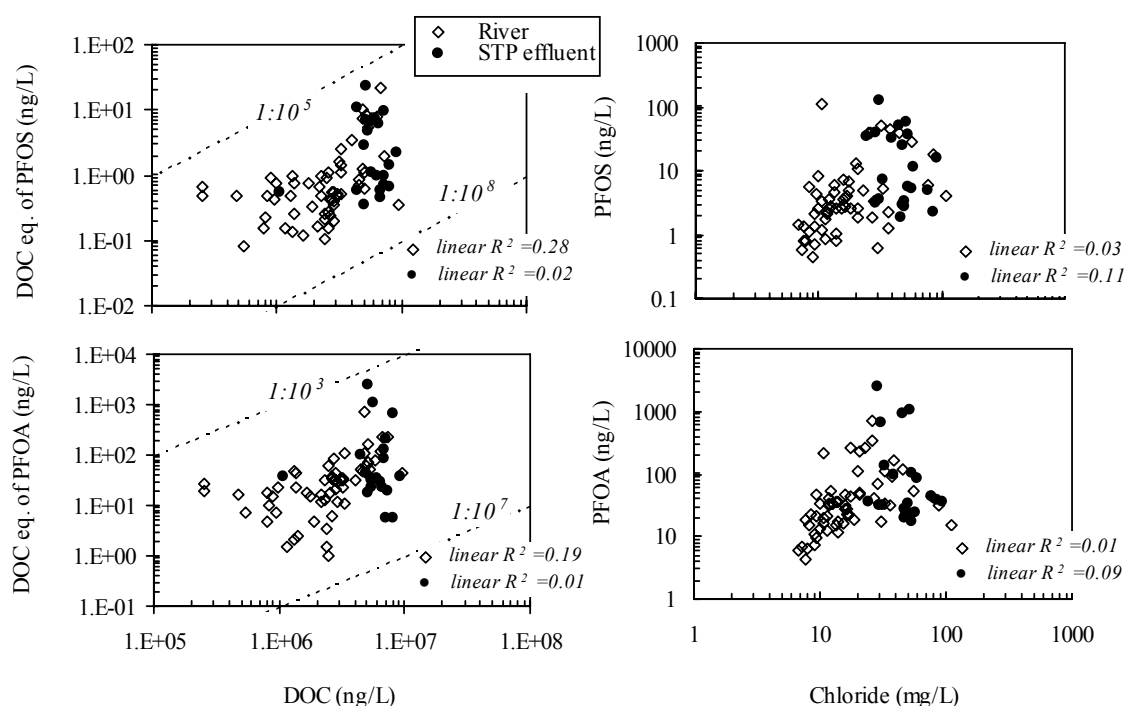 River
STP effluent
DOC eq. of PFOS (ng/L)
1.E+02
1.E+01
1.E+00
1.E-01
1.E-02
1:10^5
1:10^8
linear R^2 =0.28
linear R^2 =0.02
PFOS (ng/L)
1000
100
10
1
0.1
linear R^2 =0.03
linear R^2 =0.11
DOC eq. of PFOA (ng/L)
1.E+04
1.E+03
1.E+02
1.E+01
1.E+00
1.E-01
1:10^3
1:10^7
linear R^2 =0.19
linear R^2 =0.01
1.E+05
1.E+06
1.E+07
1.E+08
DOC (ng/L)
PFOA (ng/L)
10000
1000
100
10
1
linear R^2 =0.01
linear R^2 =0.09
1
10
100
1000
Chloride (mg/L)